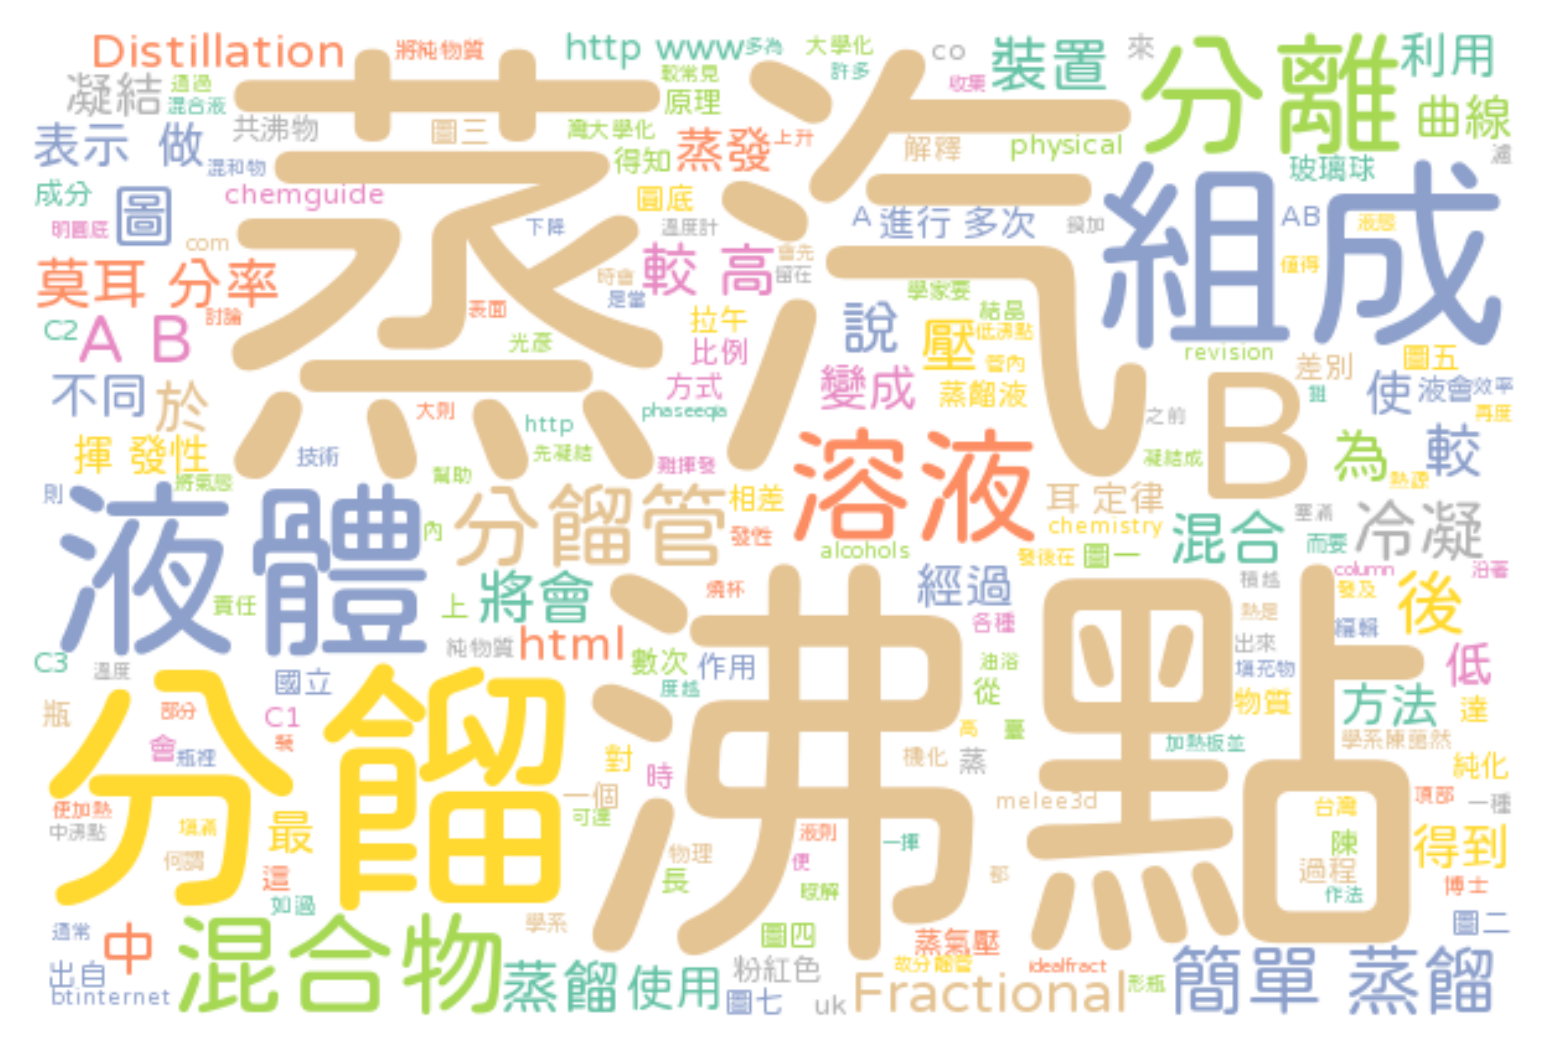 Distillation
將純物質
http www
多為
大學化
許多
co
裝置
來
分離
利用
凝結
通過
混合液
蒸汽
較常見
原理
收集
曲線
表示 做
共沸物
圖三
灣大學化
得知
蒸發
上升
解釋
physical
玻璃球
混和物
成分
chemguide
圓底
溫度計
下降
A 進行 多次
組成
AB
液態
圖
明圓底
com
較 高
會先
留在
僅得
莫耳 分率
時會
是當
學家要
結晶
C2
A B
討論
表面
光彥
拉午
比例
說
壓
低沸點
管內
revision
差別
圖五
不同
於
方式
變成
蒸餾液
B
使
液會
效率
再度
大則
phaseeqia
http
之前
揮 發性
將氣態
技術
幫助
先凝結
難揮發
溶液
凝結成
為
較
熱源
則
液體
內
分餾管
相差
發性
耳 定律
chemistry
塞滿
冷凝
alcohols
發後在
圖一
混合
而要
column
沿著
責任
上
將會
燒杯
經過
各種
積越
熱是
發及
後
純物質
html
數次
度越
作用
油浴
從
沸點
出來
編輯
填充物
物質
低
C3
溫度
國立
方法
達
瓶
部分
C1
裝
分餾
會
瓶裡
對
時
高
臺
機化
蒸
加熱板並
學系陳藹然
純化
便加熱
中沸點
填滿
何謂
最
一個
可達
melee3d
台灣
頂部
一種
這
物理
長
液則
便
一揮
瞭解
都
陳
過程
作法
得到
博士
如過
通常
中
混合物
學系
圖四
蒸氣壓
圖二
出自
btinternet
蒸餾
使用
粉紅色
圖七
uk
故分餾管
Fractional
idealfract
形瓶
簡單 蒸餾